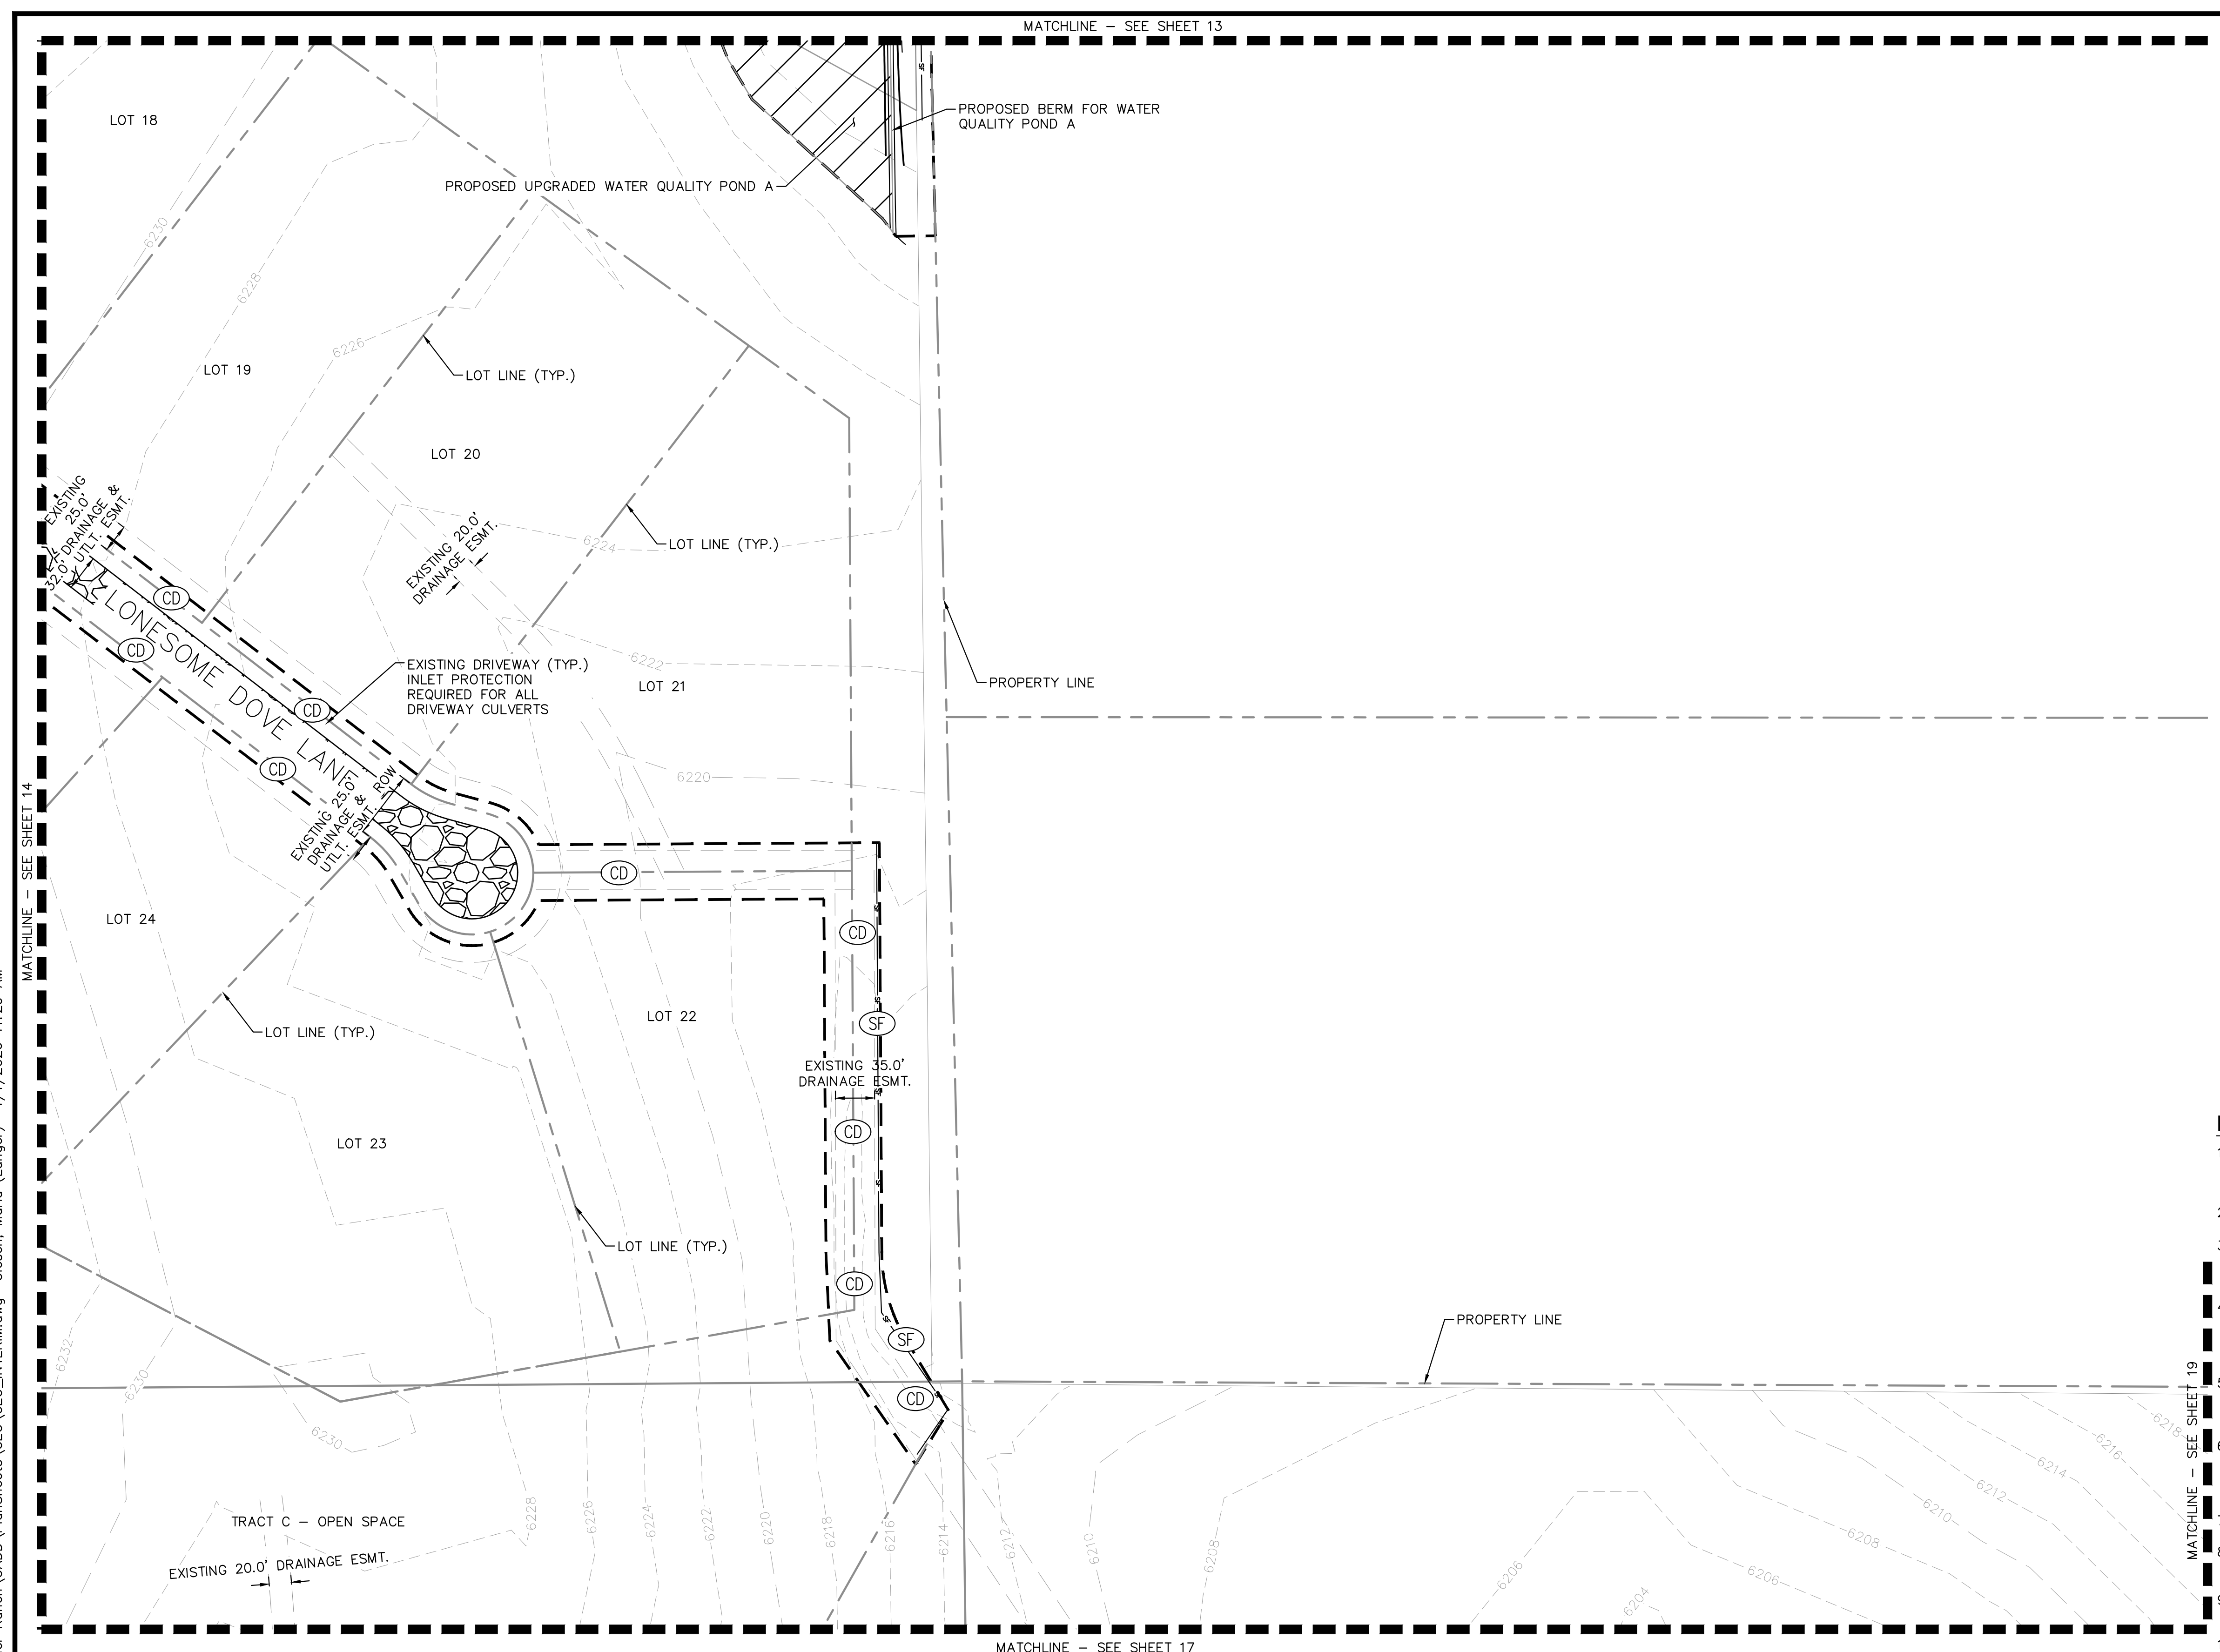 MATCHLINE – SEE SHEET 13
LOT 18
SF
PROPOSED BERM FOR WATER
QUALITY POND A
PROPOSED UPGRADED WATER QUALITY POND A
6230
6228
6226
LOT 19
LOT LINE (TYP.)
LOT 20
EXISTING
25.0'
DRAINAGE &
UTLT. ESMT.
32.0'
EXISTING 20.0'
DRAINAGE ESMT.
6224
LOT LINE (TYP.)
CD
LONESOME DOVE LANE
CD
EXISTING DRIVEWAY (TYP.)
INLET PROTECTION
REQUIRED FOR ALL
DRIVEWAY CULVERTS
6222
LOT 21
PROPERTY LINE
CD
CD
6220
ROW
EXISTING 25.0'
DRAINAGE &
UTLT. ESMT.
MATCHLINE – SEE SHEET 14
CD
SF
LOT 24
CD
SF
LOT 22
SF
LOT LINE (TYP.)
EXISTING 35.0'
DRAINAGE ESMT.
SF
CD
LOT 23
SF
LOT LINE (TYP.)
CD
SF
SF
PROPERTY LINE
6232
6230
CD
6230
MATCHLINE – SEE SHEET 19
TRACT C – OPEN SPACE
EXISTING 20.0' DRAINAGE ESMT.
6228
6226
6224
6222
6220
6218
6216
6214
6212
6210
6208
6206
6204
6206
6208
6210
6212
6214
6216
6218
MATCHLINE – SEE SHEET 17